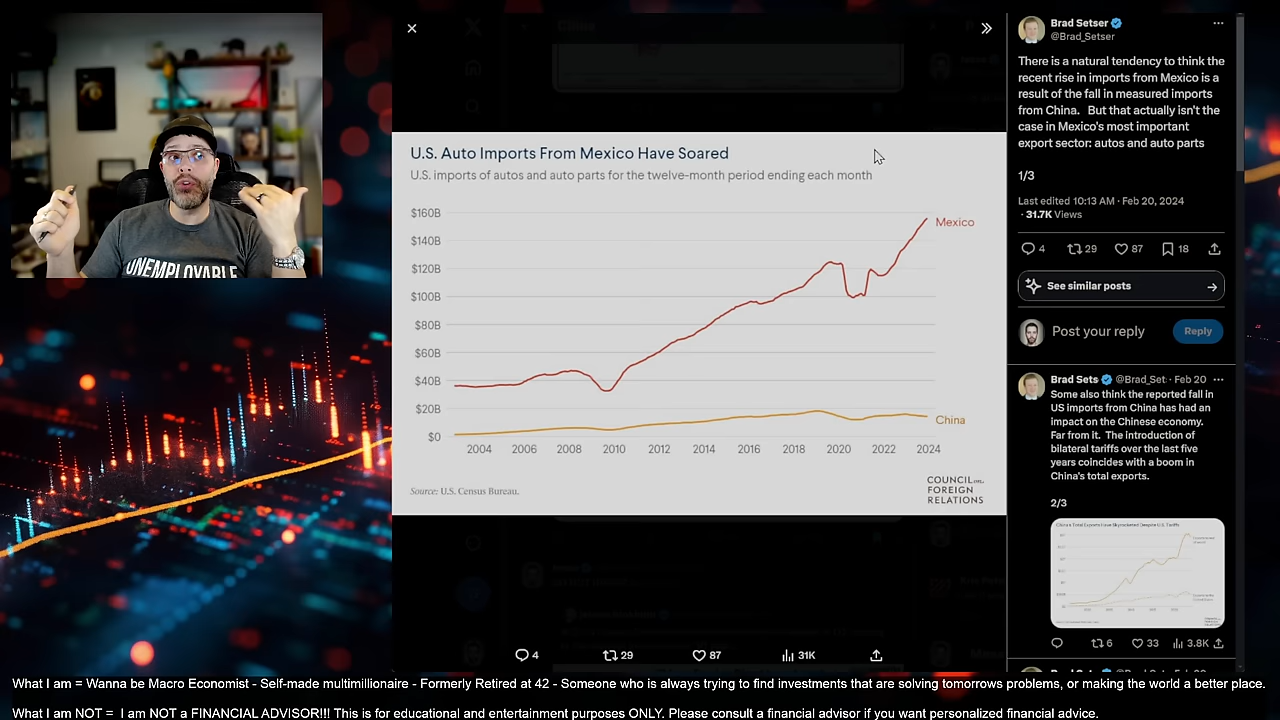 UNEMPLOYABLE
U.S. Auto Imports From Mexico Have Soared
U.S. imports of autos and auto parts for the twelve-month period ending each month
$160B
$140B
$120B
$100B
$80B
$60B
$40B
$20B
$0
Mexico
China
2004 2006 2008 2010 2012 2014 2016 2018 2020 2022 2024
Source: U.S. Census Bureau.
COUNCIL on
FOREIGN
RELATIONS
4 29 87 31K
Brad Setser
@Brad_Setser
There is a natural tendency to think the
recent rise in imports from Mexico is a
result of the fall in measured imports
from China. But that actually isn't the
case in Mexico's most important
export sector: autos and auto parts
1/3
Last edited 10:13 AM · Feb 20, 2024
· 31.7K Views
4 29 87 18
See similar posts
Post your reply
Reply
Brad Sets @Brad_Set · Feb 20
Some also think the reported fall in
US imports from China has had an
impact on the Chinese economy.
Far from it. The introduction of
bilateral tariffs over the last five
years coincides with a boom in
China's total exports.
2/3
China's Total Exports Have Skyrocketed Despite U.S. Tariffs
6 33 3.8K
What I am = Wanna be Macro Economist - Self-made multimillionaire - Formerly Retired at 42 - Someone who is always trying to find investments that are solving tomorrows problems, or making the world a better place.
What I am NOT = I am NOT a FINANCIAL ADVISOR!!! This is for educational and entertainment purposes ONLY. Please consult a financial advisor if you want personalized financial advice.